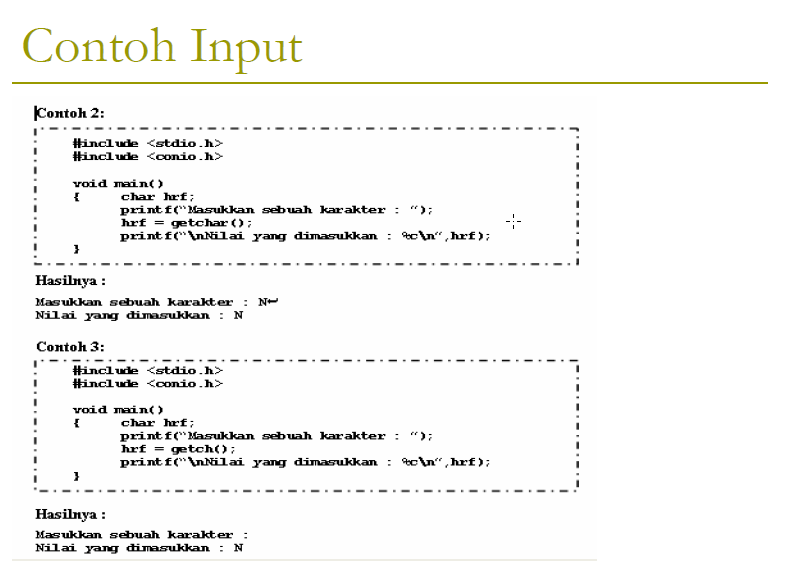 Contoh Input
Contoh 2:
#include <stdio.h>
#include <conio.h>
void main()
{ char hrf;
printf(“Masukkan sebuah karakter : “);
hrf = getchar();
printf(“\nNilai yang dimasukkan : %c\n“,hrf);
}
Hasilnya :
Masukkan sebuah karakter : N↵
Nilai yang dimasukkan : N
Contoh 3:
#include <stdio.h>
#include <conio.h>
void main()
{ char hrf;
printf(“Masukkan sebuah karakter : “);
hrf = getch();
printf(“\nNilai yang dimasukkan : %c\n“,hrf);
}
Hasilnya :
Masukkan sebuah karakter :
Nilai yang dimasukkan : N